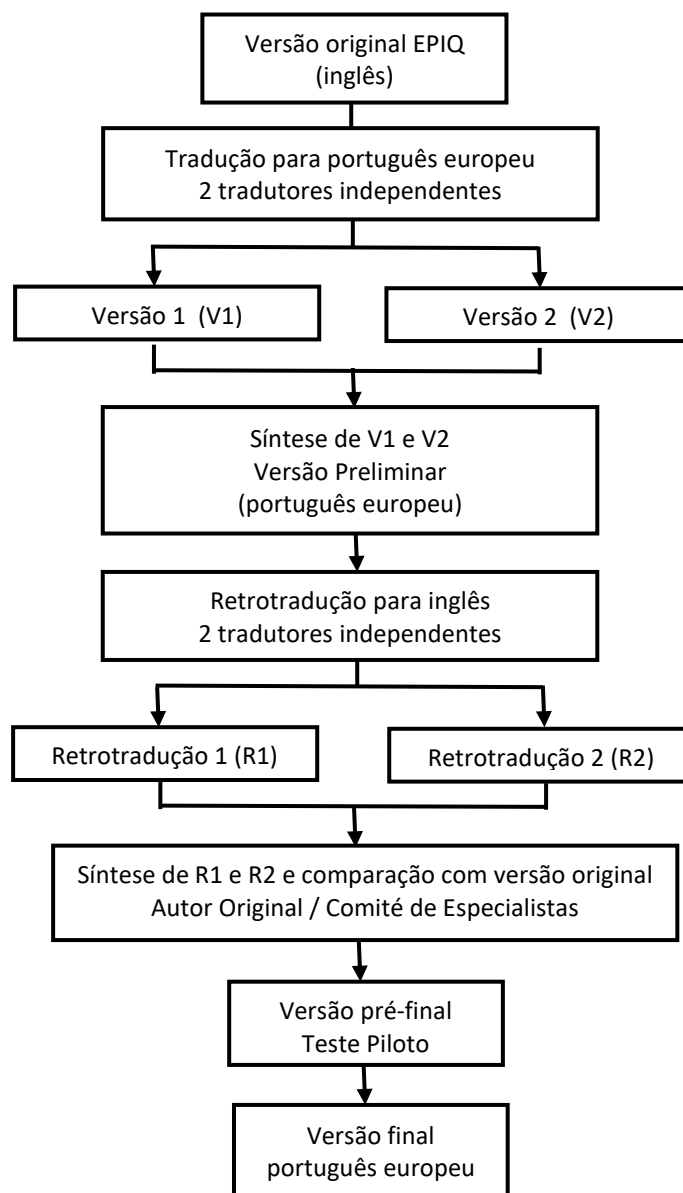 Versão original EPIQ
(inglês)
Tradução para português europeu
2 tradutores independentes
Versão 1 (V1)
Versão 2 (V2)
Síntese de V1 e V2
Versão Preliminar
(português europeu)
Retrotradução para inglês
2 tradutores independentes
Retrotradução 1 (R1)
Retrotradução 2 (R2)
Síntese de R1 e R2 e comparação com versão original
Autor Original / Comité de Especialistas
Versão pré-final
Teste Piloto
Versão final
português europeu